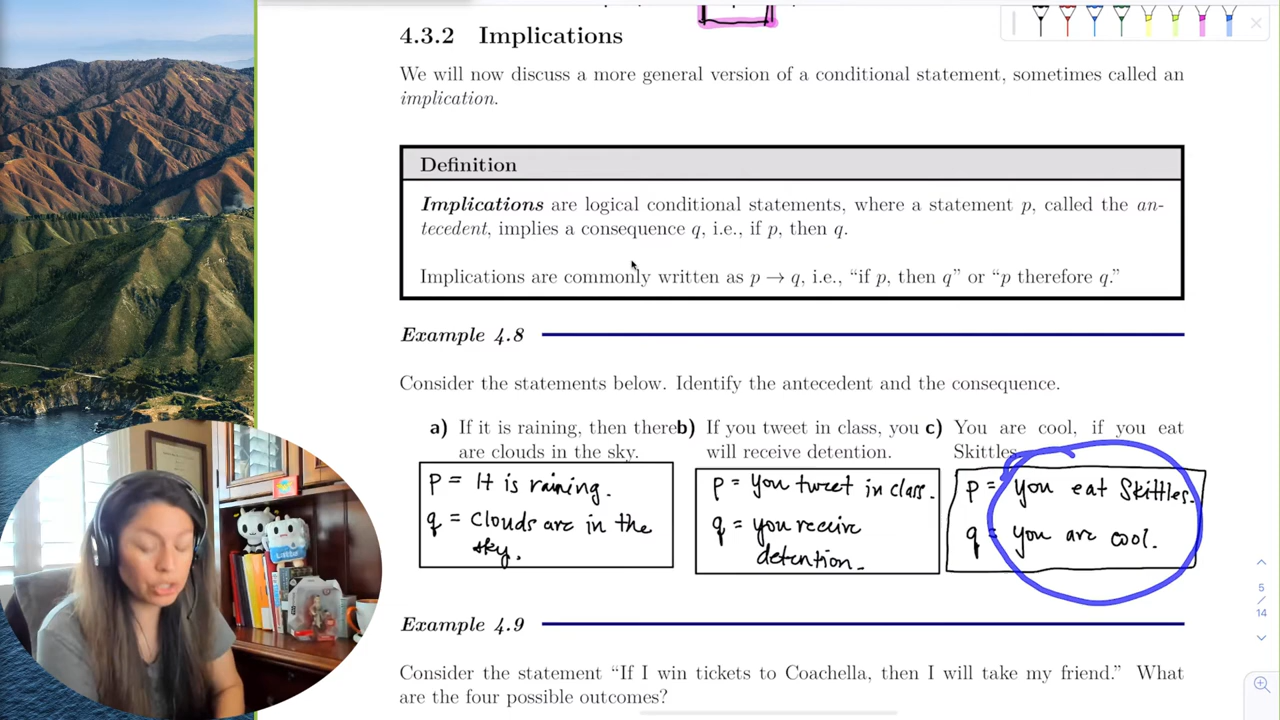 4.3.2 Implications
We will now discuss a more general version of a conditional statement, sometimes called an
implication.
Definition
Implications are logical conditional statements, where a statement p, called the an-
tecedent, implies a consequence q, i.e., if p, then q.
Implications are commonly written as p → q, i.e., “if p, then q” or “p therefore q.”
Example 4.8
Consider the statements below. Identify the antecedent and the consequence.
a) If it is raining, then there
are clouds in the sky.
p = It is raining.
q = Clouds are in the
sky.
b) If you tweet in class, you
will receive detention.
p = you tweet in class.
q = you receive
detention.
c) You are cool, if you eat
Skittles.
p = you eat Skittles.
q = you are cool.
Example 4.9
Consider the statement “If I win tickets to Coachella, then I will take my friend.” What
are the four possible outcomes?
5
/
14